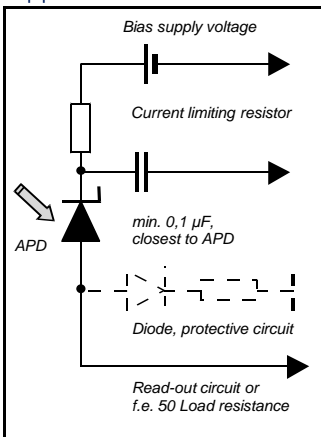 Bias supply voltage
Current limiting resistor
min. 0,1 µF,
closest to APD
APD
Diode, protective circuit
Read-out circuit or
f.e. 50 Load resistance